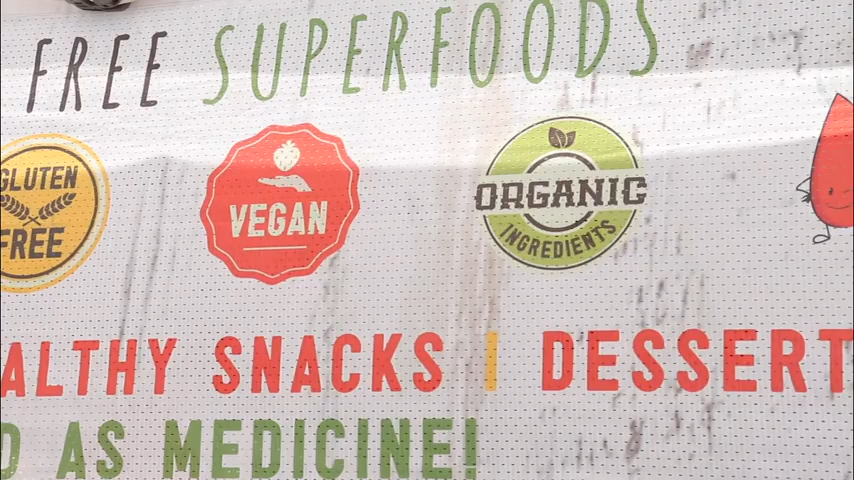 FREE SUPERFOODS
GLUTEN
FREE
VEGAN
ORGANIC
INGREDIENTS
ALTHY SNACKS | DESSERT
D AS MEDICINE!